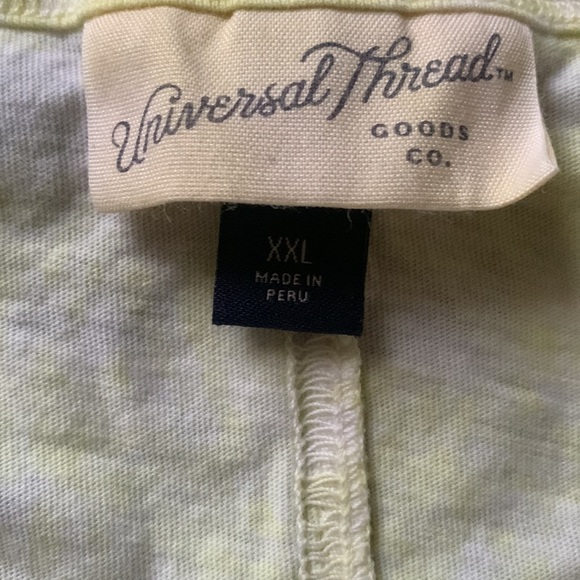 Universal Thread™
GOODS
CO.
XXL
MADE IN
PERU